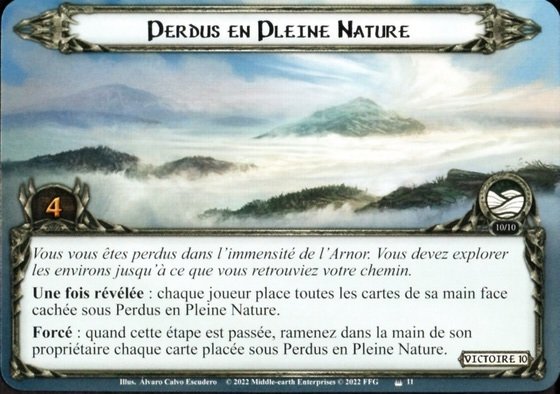 Perdus en Pleine Nature
4
10/10
Vous vous êtes perdus dans l'immensité de l'Arnor. Vous devez explorer
les environs jusqu'à ce que vous retrouviez votre chemin.
Une fois révélée : chaque joueur place toutes les cartes de sa main face
cachée sous Perdus en Pleine Nature.
Forcé : quand cette étape est passée, ramenez dans la main de son
propriétaire chaque carte placée sous Perdus en Pleine Nature.
VICTOIRE 10
Illus. Álvaro Calvo Escudero © 2022 Middle-earth Enterprises © 2022 FFG 11